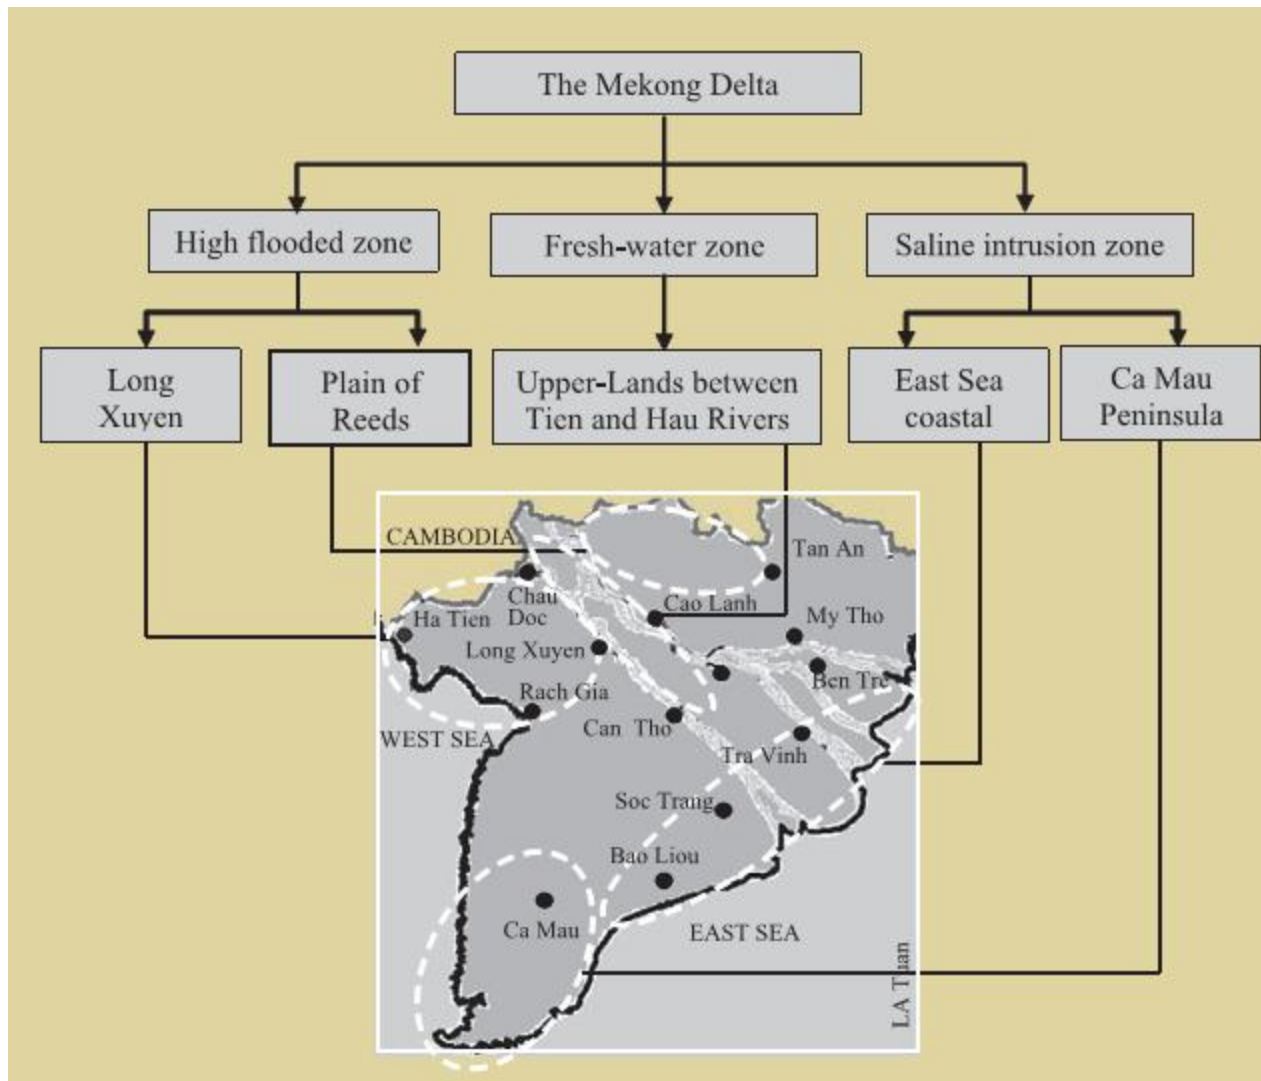 The Mekong Delta
High flooded zone
Fresh-water zone
Saline intrusion zone
Long
Xuyen
Plain of
Reeds
Upper-Lands between
Tien and Hau Rivers
East Sea
coastal
Ca Mau
Peninsula
CAMBODIA
Tan An
Chau
Doc
Cao Lanh
Ha Tien
My Tho
Long Xuyen
Ben Tre
Rach Gia
Can Tho
WEST SEA
Tra Vinh
Soc Trang
Bao Liou
Ca Mau
EAST SEA
LA Tuan